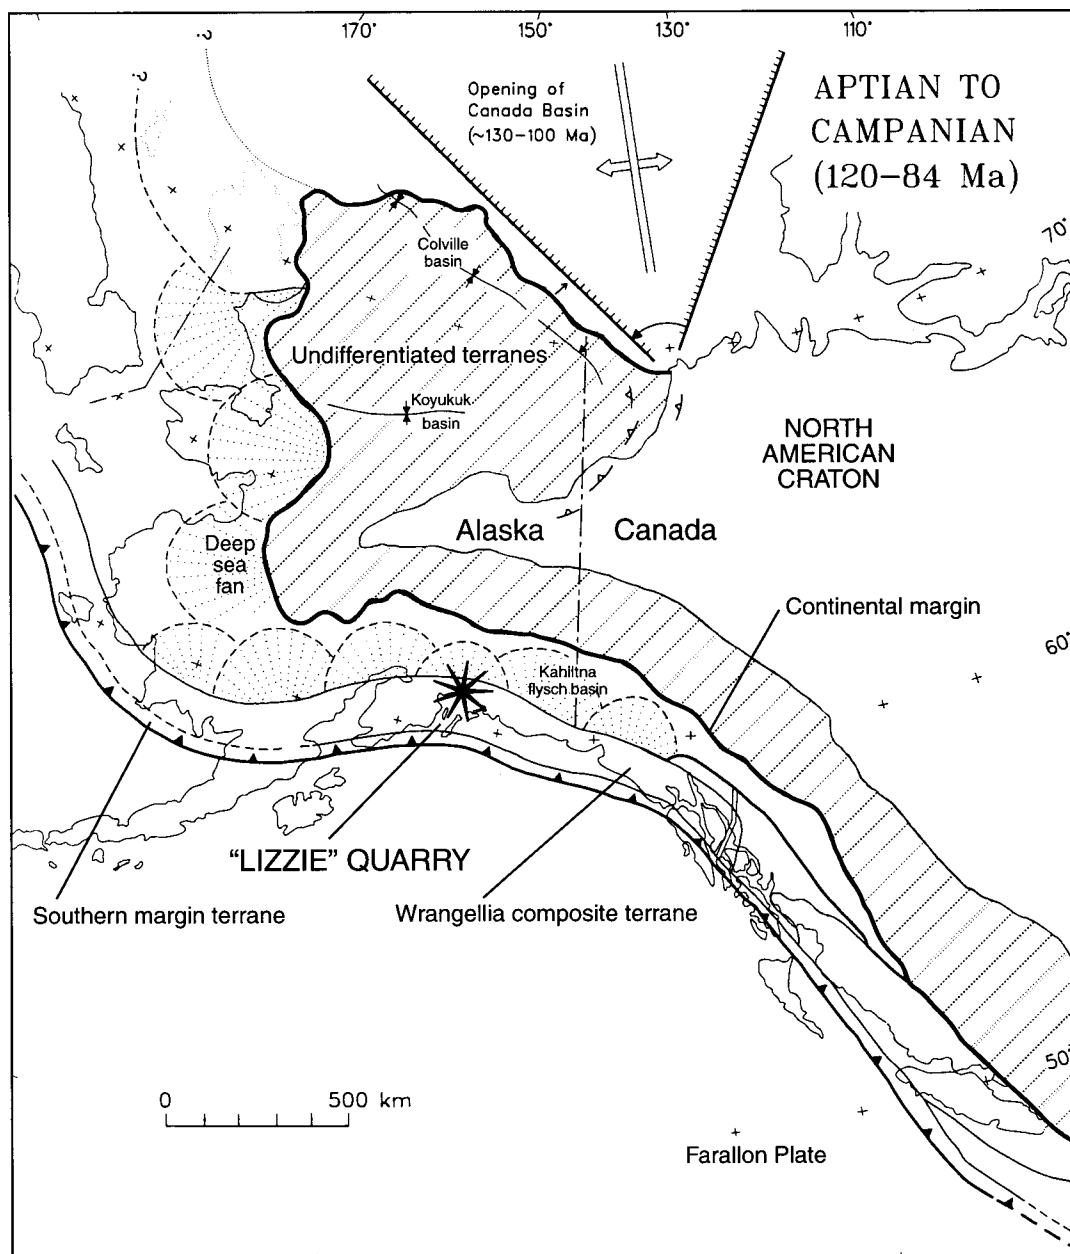 170°
150°
130°
110°
?
?
Opening of
Canada Basin
(~130–100 Ma)
APTIAN TO
CAMPANIAN
(120–84 Ma)
70°
Colville
basin
Undifferentiated terranes
Koyukuk
basin
NORTH
AMERICAN
CRATON
Alaska
Canada
Deep
sea
fan
Continental margin
60°
Kahiltna
flysch basin
“LIZZIE” QUARRY
Southern margin terrane
Wrangellia composite terrane
50°
0
500 km
Farallon Plate